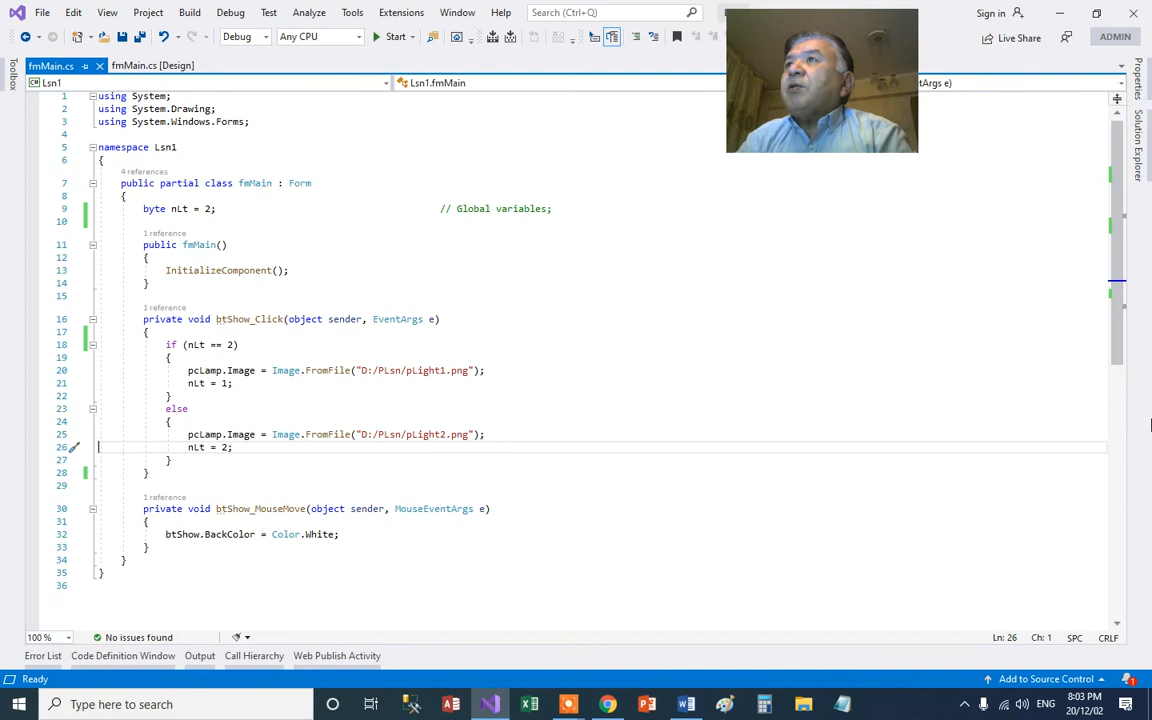 File Edit View Project Build Debug Test Analyze Tools Extensions Window Help Search (Ctrl+Q) Sign in
Debug Any CPU Start Live Share ADMIN
fmMain.cs fmMain.cs [Design]
Lsn1 Lsn1.fmMain ntArgs e)
Toolbox
Properties
Solution Explorer
1 using System;
2 using System.Drawing;
3 using System.Windows.Forms;
4
5 namespace Lsn1
6 {
4 references
7 public partial class fmMain : Form
8 {
9 byte nLt = 2; // Global variables;
10
1 reference
11 public fmMain()
12 {
13 InitializeComponent();
14 }
15
1 reference
16 private void btShow_Click(object sender, EventArgs e)
17 {
18 if (nLt == 2)
19 {
20 pcLamp.Image = Image.FromFile("D:/PLsn/pLight1.png");
21 nLt = 1;
22 }
23 else
24 {
25 pcLamp.Image = Image.FromFile("D:/PLsn/pLight2.png");
26 nLt = 2;
27 }
28 }
29
1 reference
30 private void btShow_MouseMove(object sender, MouseEventArgs e)
31 {
32 btShow.BackColor = Color.White;
33 }
34 }
35 }
36
100 % No issues found Ln: 26 Ch: 1 SPC CRLF
Error List Code Definition Window Output Call Hierarchy Web Publish Activity
Ready Add to Source Control 1
Type here to search ENG 8:03 PM
20/12/02